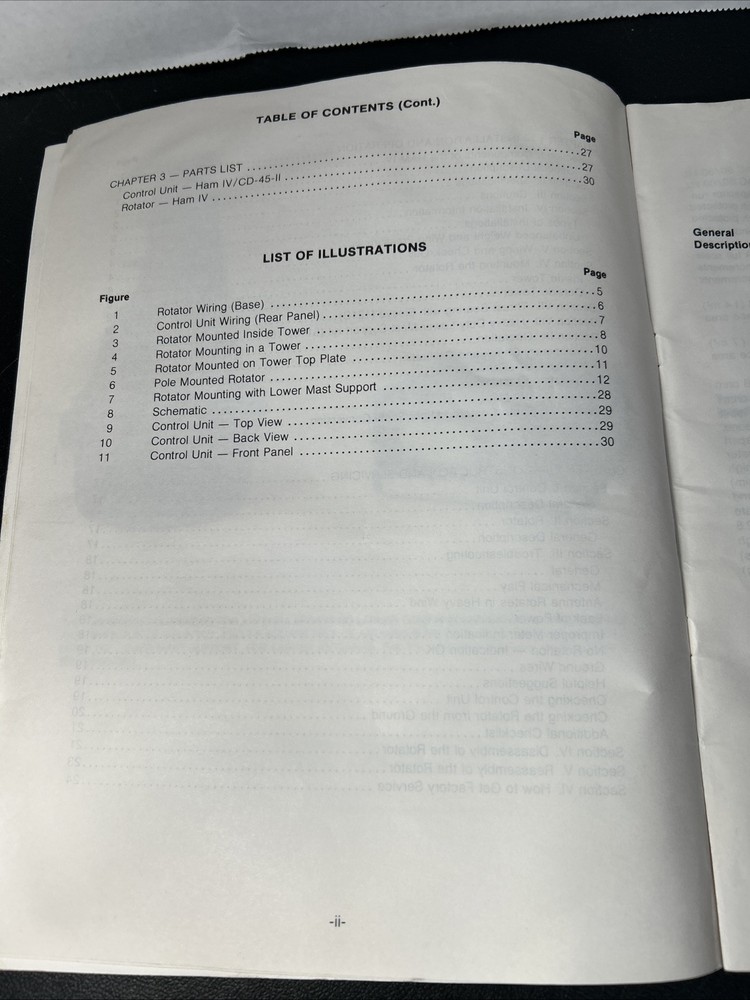 TABLE OF CONTENTS (Cont.)
Page
CHAPTER 3 — PARTS LIST ........................................ 27
Control Unit — Ham IV/CD-45-II ........................................ 27
Rotator — Ham IV ........................................ 30
LIST OF ILLUSTRATIONS
Figure Page
1 Rotator Wiring (Base) ........................................ 5
2 Control Unit Wiring (Rear Panel) ........................................ 6
3 Rotator Mounted Inside Tower ........................................ 7
4 Rotator Mounting in a Tower ........................................ 8
5 Rotator Mounted on Tower Top Plate ........................................ 10
6 Pole Mounted Rotator ........................................ 11
7 Rotator Mounting with Lower Mast Support ........................................ 12
8 Schematic ........................................ 28
9 Control Unit — Top View ........................................ 29
10 Control Unit — Back View ........................................ 29
11 Control Unit — Front Panel ........................................ 30
-ii-
General